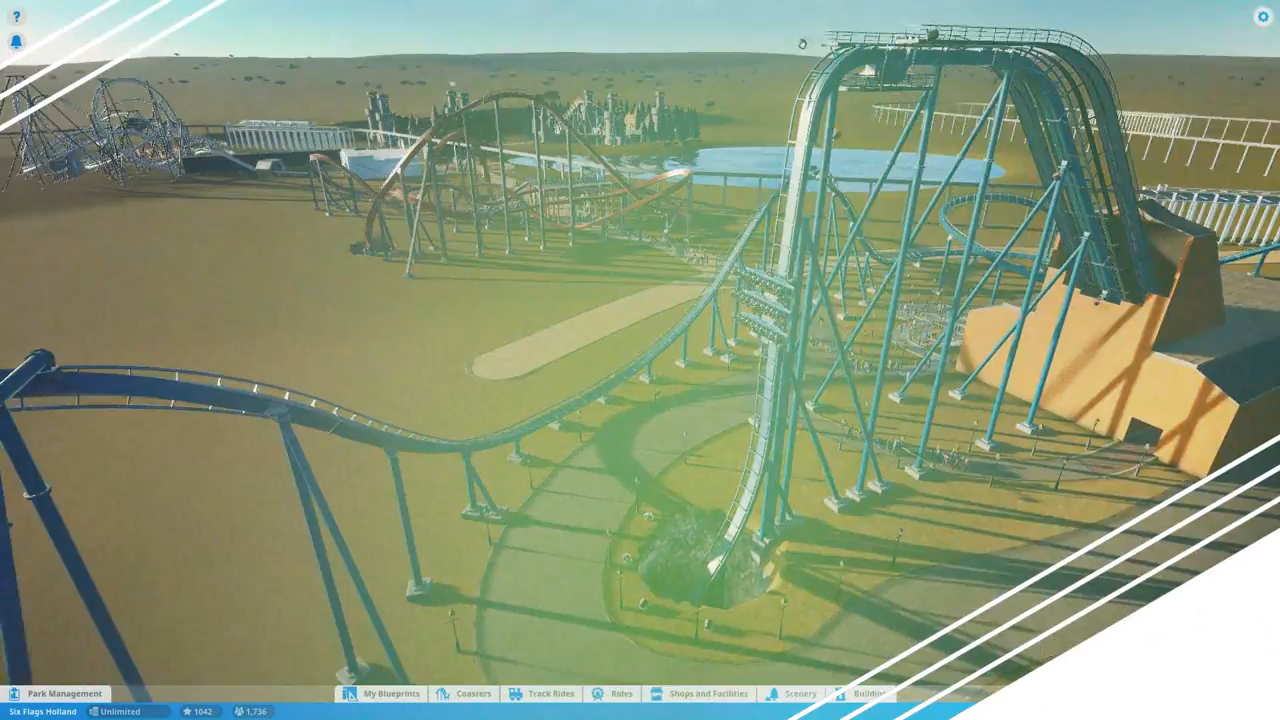 ?
Park Management
My Blueprints
Coasters
Track Rides
Rides
Shops and Facilities
Scenery
Six Flags Holland
Unlimited
1042
1,736